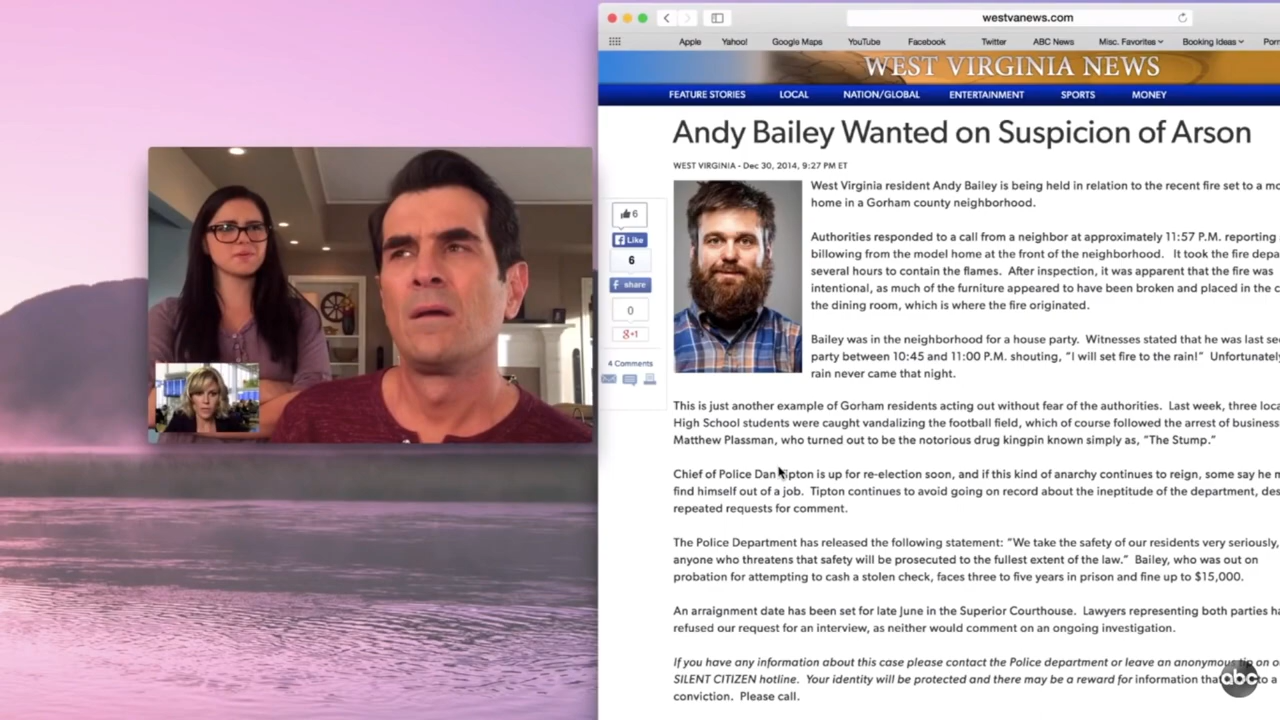 westvanews.com
Apple Yahoo! Google Maps YouTube Facebook Twitter ABC News Misc. Favorites Booking Ideas
WEST VIRGINIA NEWS
FEATURE STORIES LOCAL NATION/GLOBAL ENTERTAINMENT SPORTS MONEY
Andy Bailey Wanted on Suspicion of Arson
WEST VIRGINIA - Dec 30, 2014, 9:27 PM ET
West Virginia resident Andy Bailey is being held in relation to the recent fire set to a
home in a Gorham county neighborhood.
Authorities responded to a call from a neighbor at approximately 11:57 P.M. reporting
billowing from the model home at the front of the neighborhood. It took the fire
several hours to contain the flames. After inspection, it was apparent that the fire was
intentional, as much of the furniture appeared to have been broken and placed in the
the dining room, which is where the fire originated.
Bailey was in the neighborhood for a house party. Witnesses stated that he was last
party between 10:45 and 11:00 P.M. shouting, "I will set fire to the rain!" Unfortunately
rain never came that night.
6
Like
6
share
0
g+1
4 Comments
This is just another example of Gorham residents acting out without fear of the authorities. Last week, three
High School students were caught vandalizing the football field, which of course followed the arrest of business
Matthew Plassman, who turned out to be the notorious drug kingpin known simply as, "The Stump."
Chief of Police Dan Tipton is up for re-election soon, and if this kind of anarchy continues to reign, some say he
find himself out of a job. Tipton continues to avoid going on record about the ineptitude of the department,
repeated requests for comment.
The Police Department has released the following statement: "We take the safety of our residents very seriously,
anyone who threatens that safety will be prosecuted to the fullest extent of the law." Bailey, who was out on
probation for attempting to cash a stolen check, faces three to five years in prison and fine up to $15,000.
An arraignment date has been set for late June in the Superior Courthouse. Lawyers representing both parties
refused our request for an interview, as neither would comment on an ongoing investigation.
If you have any information about this case please contact the Police department or leave an anonymous tip on
SILENT CITIZEN hotline. Your identity will be protected and there may be a reward for information to a
conviction. Please call.
abc